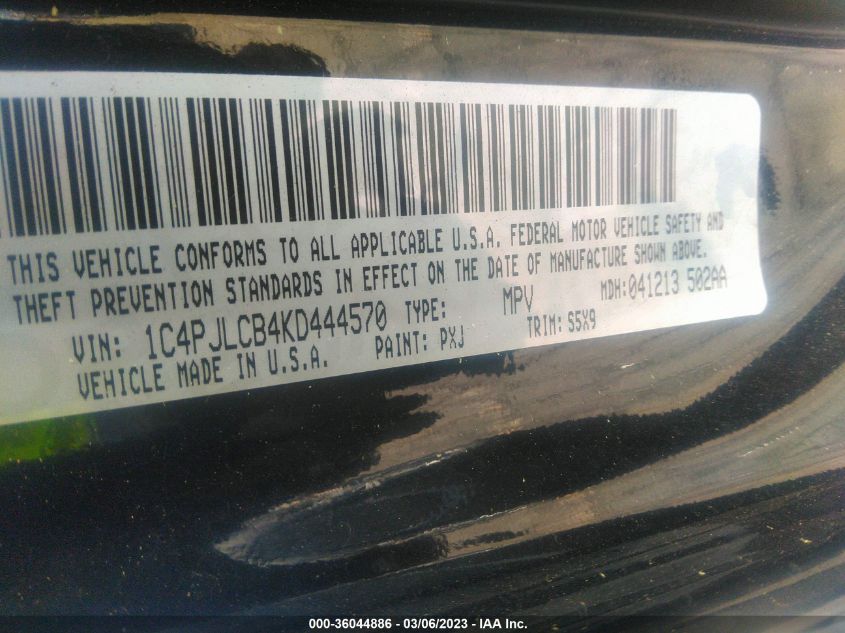 THIS VEHICLE CONFORMS TO ALL APPLICABLE U.S.A. FEDERAL MOTOR VEHICLE SAFETY AND
THEFT PREVENTION STANDARDS IN EFFECT ON THE DATE OF MANUFACTURE SHOWN ABOVE.
VIN: 1C4PJLCB4KD444570 TYPE: MPV MDH:041213 502AA
VEHICLE MADE IN U.S.A. PAINT: PXJ TRIM: S5X9
000-36044886 - 03/06/2023 - IAA Inc.